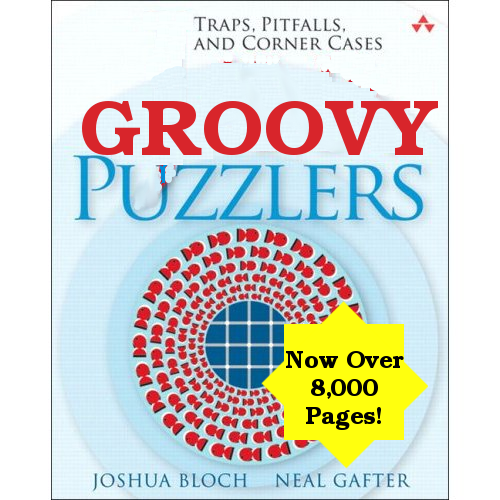 TRAPS, PITFALLS,
AND CORNER CASES
GROOVY
PUZZLERS
Now Over
8,000
Pages!
JOSHUA BLOCH NEAL GAFTER